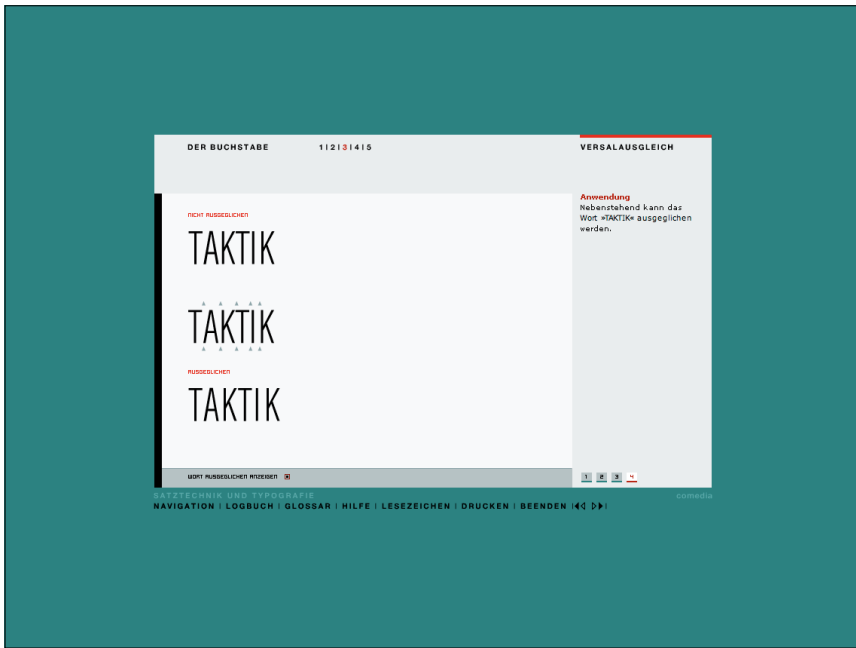 DER BUCHSTABE 1|2|3|4|5 VERSALAUSGLEICH
NICHT AUSGEGLICHEN
TAKTIK
TAKTIK
AUSGEGLICHEN
TAKTIK
Anwendung
Nebenstehend kann das
Wort »TAKTIK« ausgeglichen
werden.
WORT AUSGEGLICHEN ANZEIGEN
1 2 3 4
SATZTECHNIK UND TYPOGRAFIE comedia
NAVIGATION | LOGBUCH | GLOSSAR | HILFE | LESEZEICHEN | DRUCKEN | BEENDEN